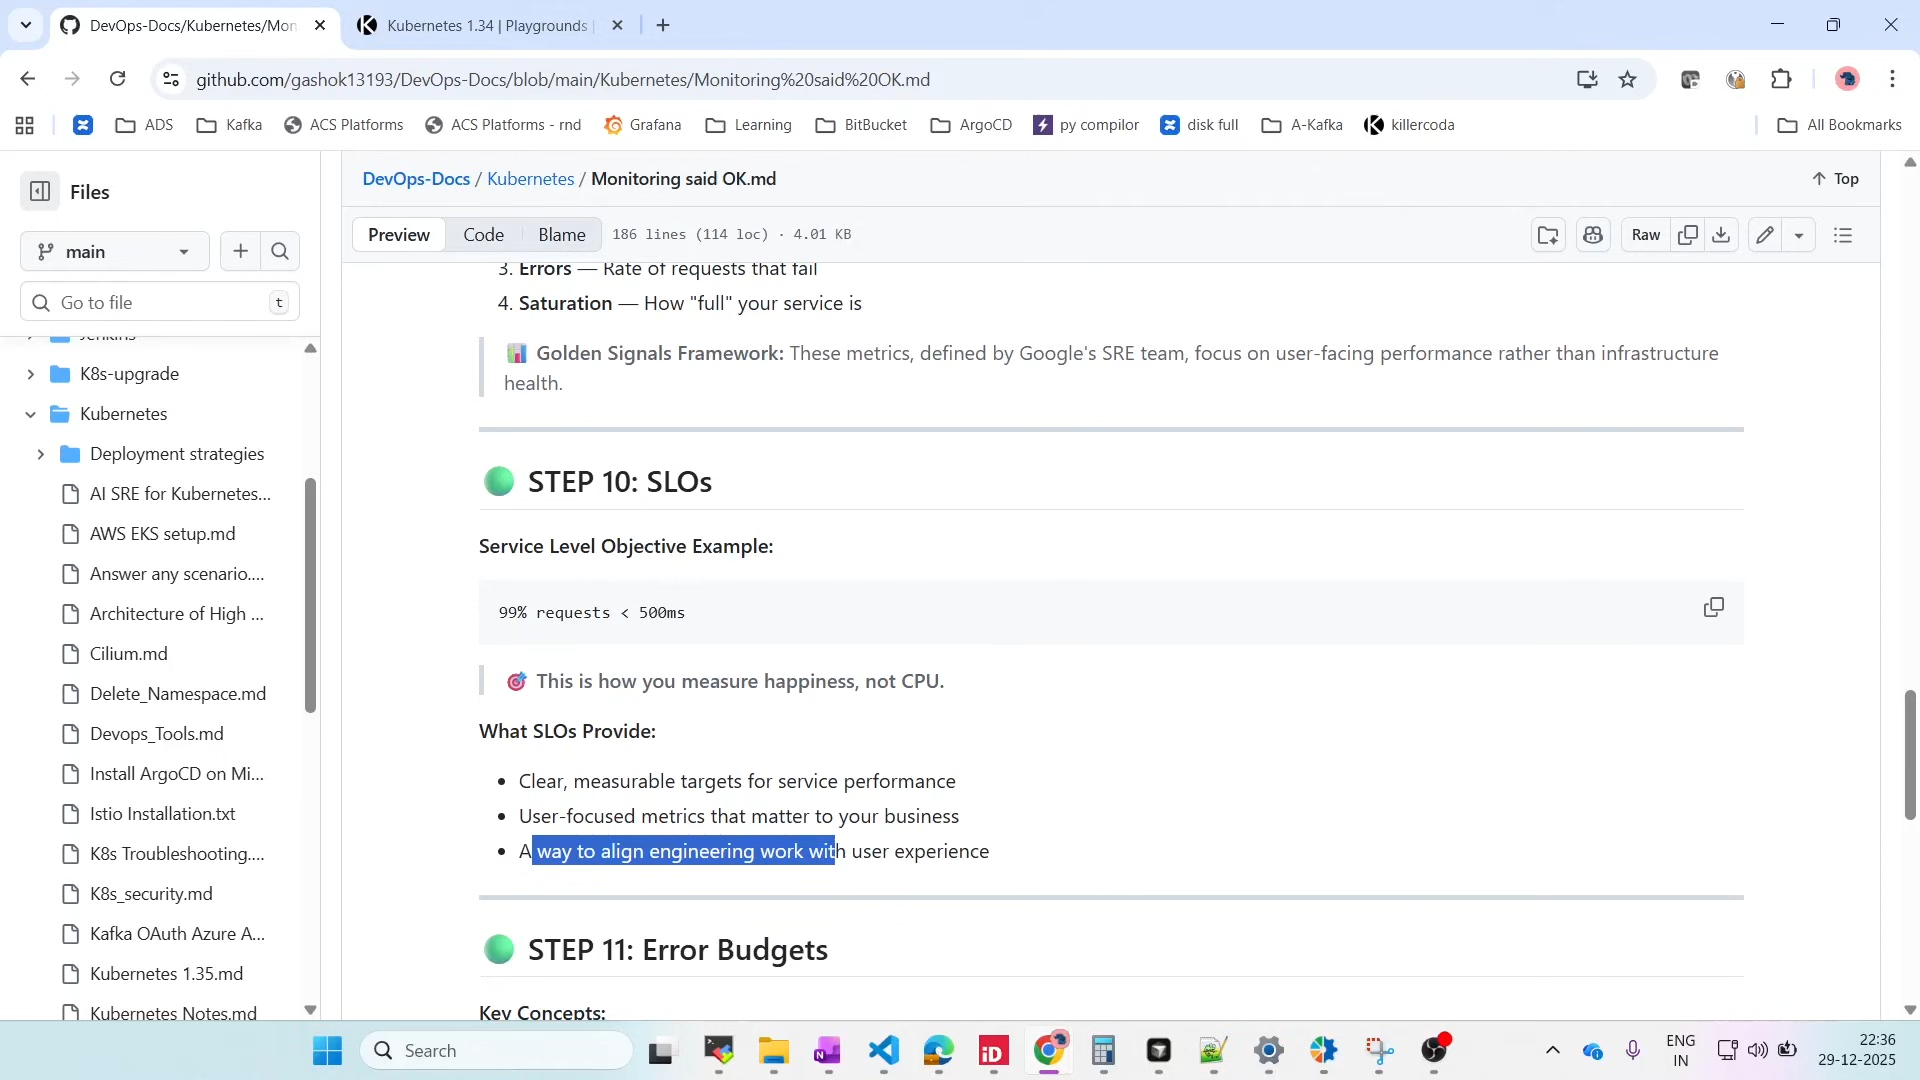 DevOps-Docs/Kubernetes/Mon
Kubernetes 1.34 | Playgrounds |
github.com/gashok13193/DevOps-Docs/blob/main/Kubernetes/Monitoring%20said%20OK.md
ADS
Kafka
ACS Platforms
ACS Platforms - rnd
Grafana
Learning
BitBucket
ArgoCD
py compilor
disk full
A-Kafka
killercoda
All Bookmarks
Files
main
Go to file
t
Jenkins
K8s-upgrade
Kubernetes
Deployment strategies
AI SRE for Kubernetes...
AWS EKS setup.md
Answer any scenario....
Architecture of High ...
Cilium.md
Delete_Namespace.md
Devops_Tools.md
Install ArgoCD on Mi...
Istio Installation.txt
K8s Troubleshooting....
K8s_security.md
Kafka OAuth Azure A...
Kubernetes 1.35.md
Kubernetes Notes.md
DevOps-Docs / Kubernetes / Monitoring said OK.md
Top
Preview
Code
Blame
186 lines (114 loc) · 4.01 KB
Raw
3. Errors — Rate of requests that fail
4. Saturation — How "full" your service is
Golden Signals Framework: These metrics, defined by Google's SRE team, focus on user-facing performance rather than infrastructure
health.
STEP 10: SLOs
Service Level Objective Example:
99% requests < 500ms
This is how you measure happiness, not CPU.
What SLOs Provide:
• Clear, measurable targets for service performance
• User-focused metrics that matter to your business
• A way to align engineering work with user experience
STEP 11: Error Budgets
Key Concepts:
Search
iD
ENG
IN
22:36
29-12-2025